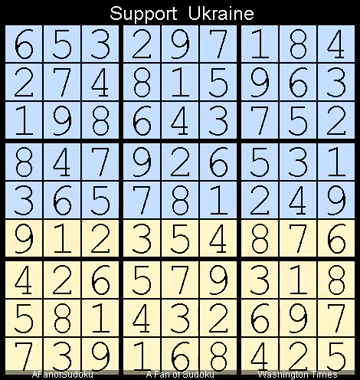 Support Ukraine
6 5 3 2 9 7 1 8 4
2 7 4 8 1 5 9 6 3
1 9 8 6 4 3 7 5 2
8 4 7 9 2 6 5 3 1
3 6 5 7 8 1 2 4 9
9 1 2 3 5 4 8 7 6
4 2 6 5 7 9 3 1 8
5 8 1 4 3 2 6 9 7
7 3 9 1 6 8 4 2 5
AFanofSudoku A Fan of Sudoku Washington Times